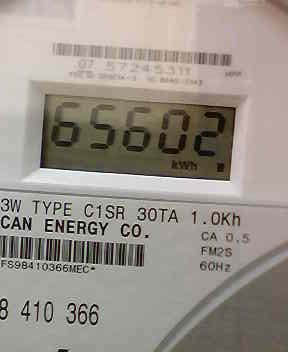 07 57245311
65602
kWh
3W TYPE C1SR 30TA 1.0Kh
CAN ENERGY CO.
CA 0.5
FM2S
60Hz
FS98410366MEC*
8 410 366